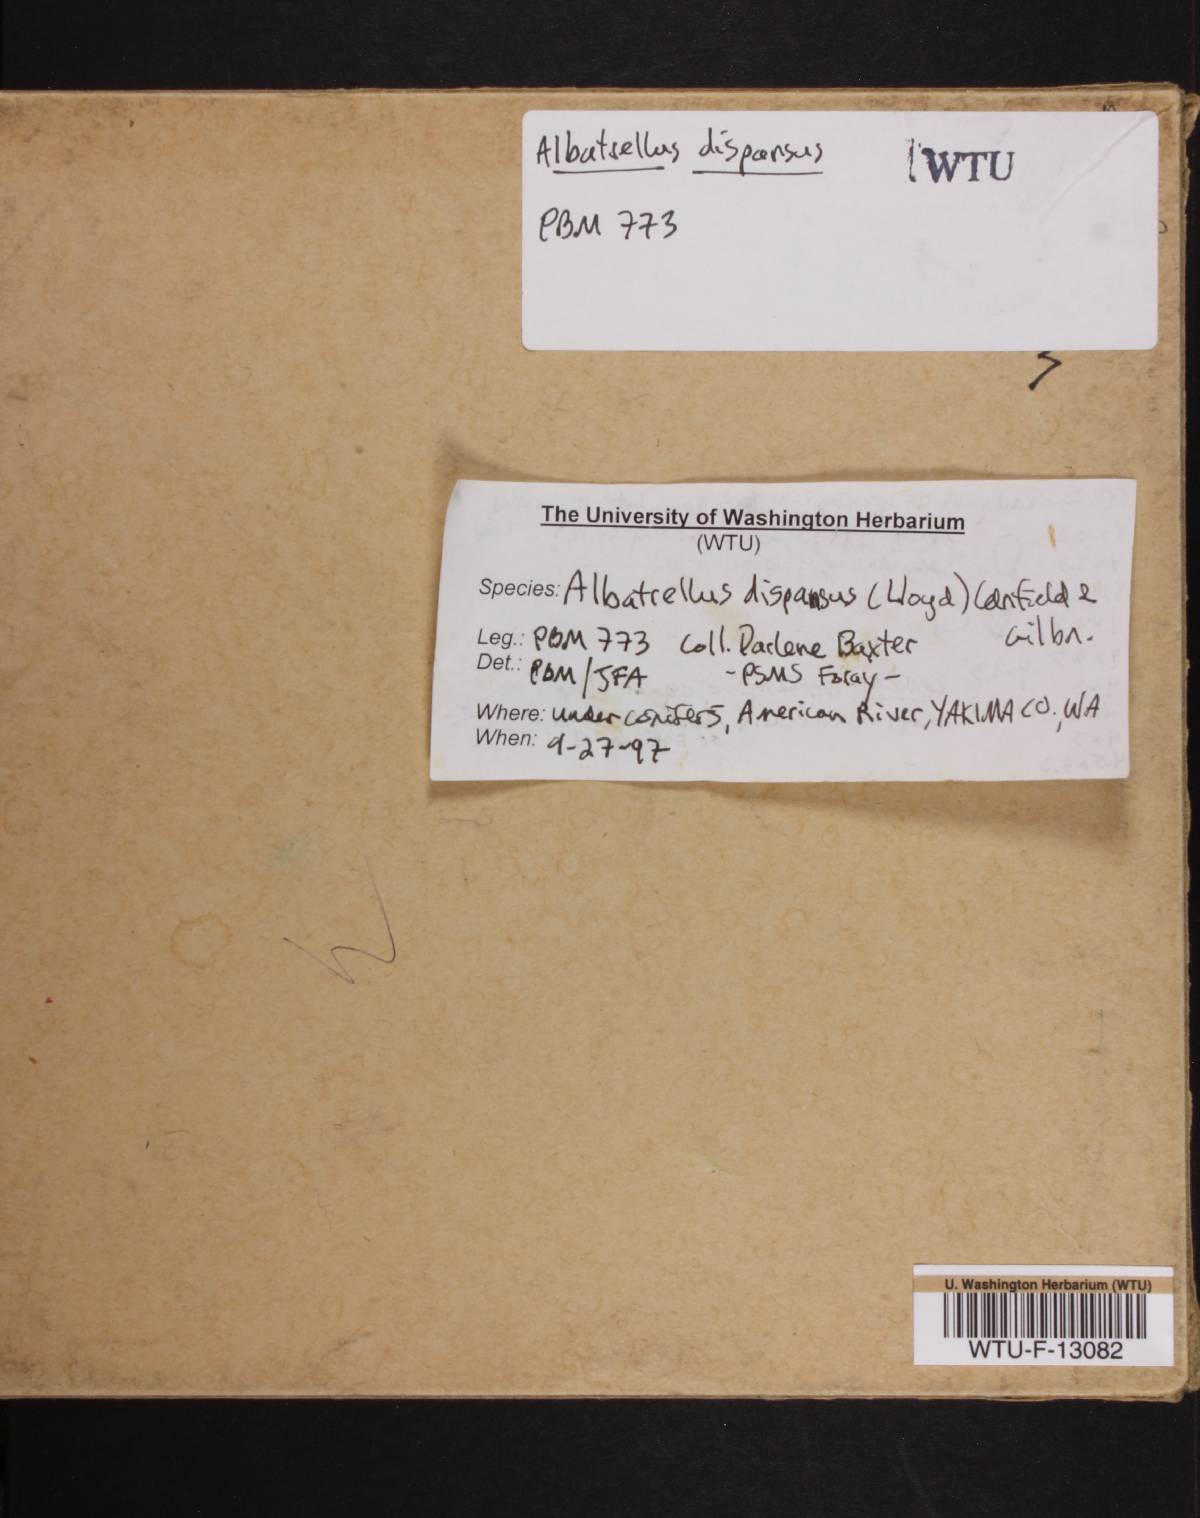 Albatrellus dispansus WTU
PBM 773
The University of Washington Herbarium
(WTU)
Species: Albatrellus dispansus (Lloyd) Canfield &
Gilbn.
Leg.: PBM 773 Coll. Darlene Baxter
Det.: PBM/JFA -PSMS Foray-
Where: under conifers, American River, YAKIMA CO., WA
When: 9-27-97
U. Washington Herbarium (WTU)
WTU-F-13082